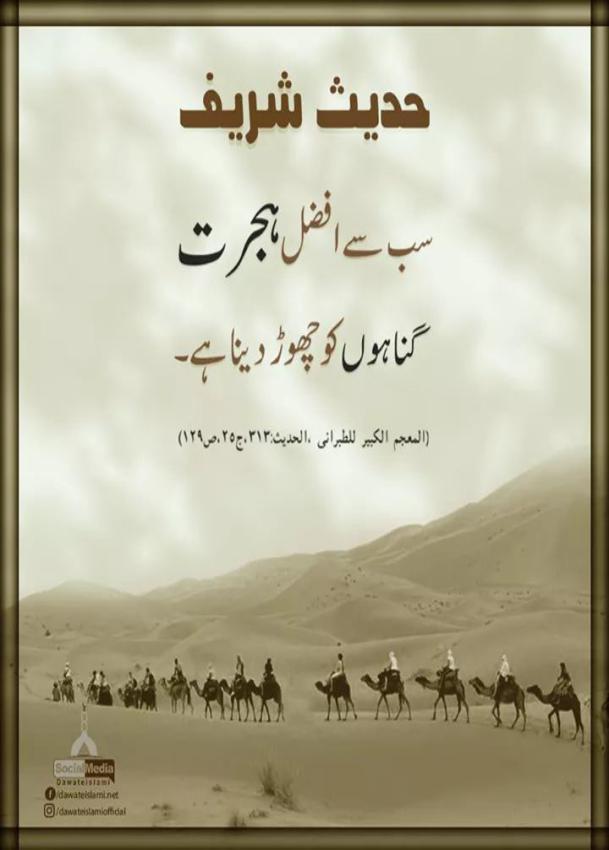 حدیث شریف
سب سے افضل ہجرت
گناہوں کو چھوڑ دینا ہے۔
(المعجم الکبیر للطبرانی ،الحدیث:۳۱۳،ج۲۵،ص۱۲۹)
SocialMedia
Dawateislami
/dawateislami.net
/dawateislamiofficial